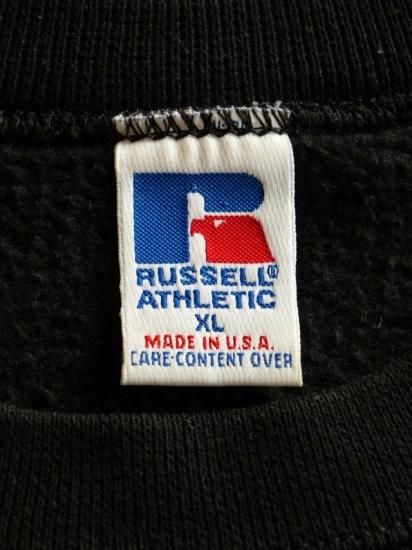 RUSSELL®
ATHLETIC
XL
MADE IN U.S.A.
CARE-CONTENT OVER